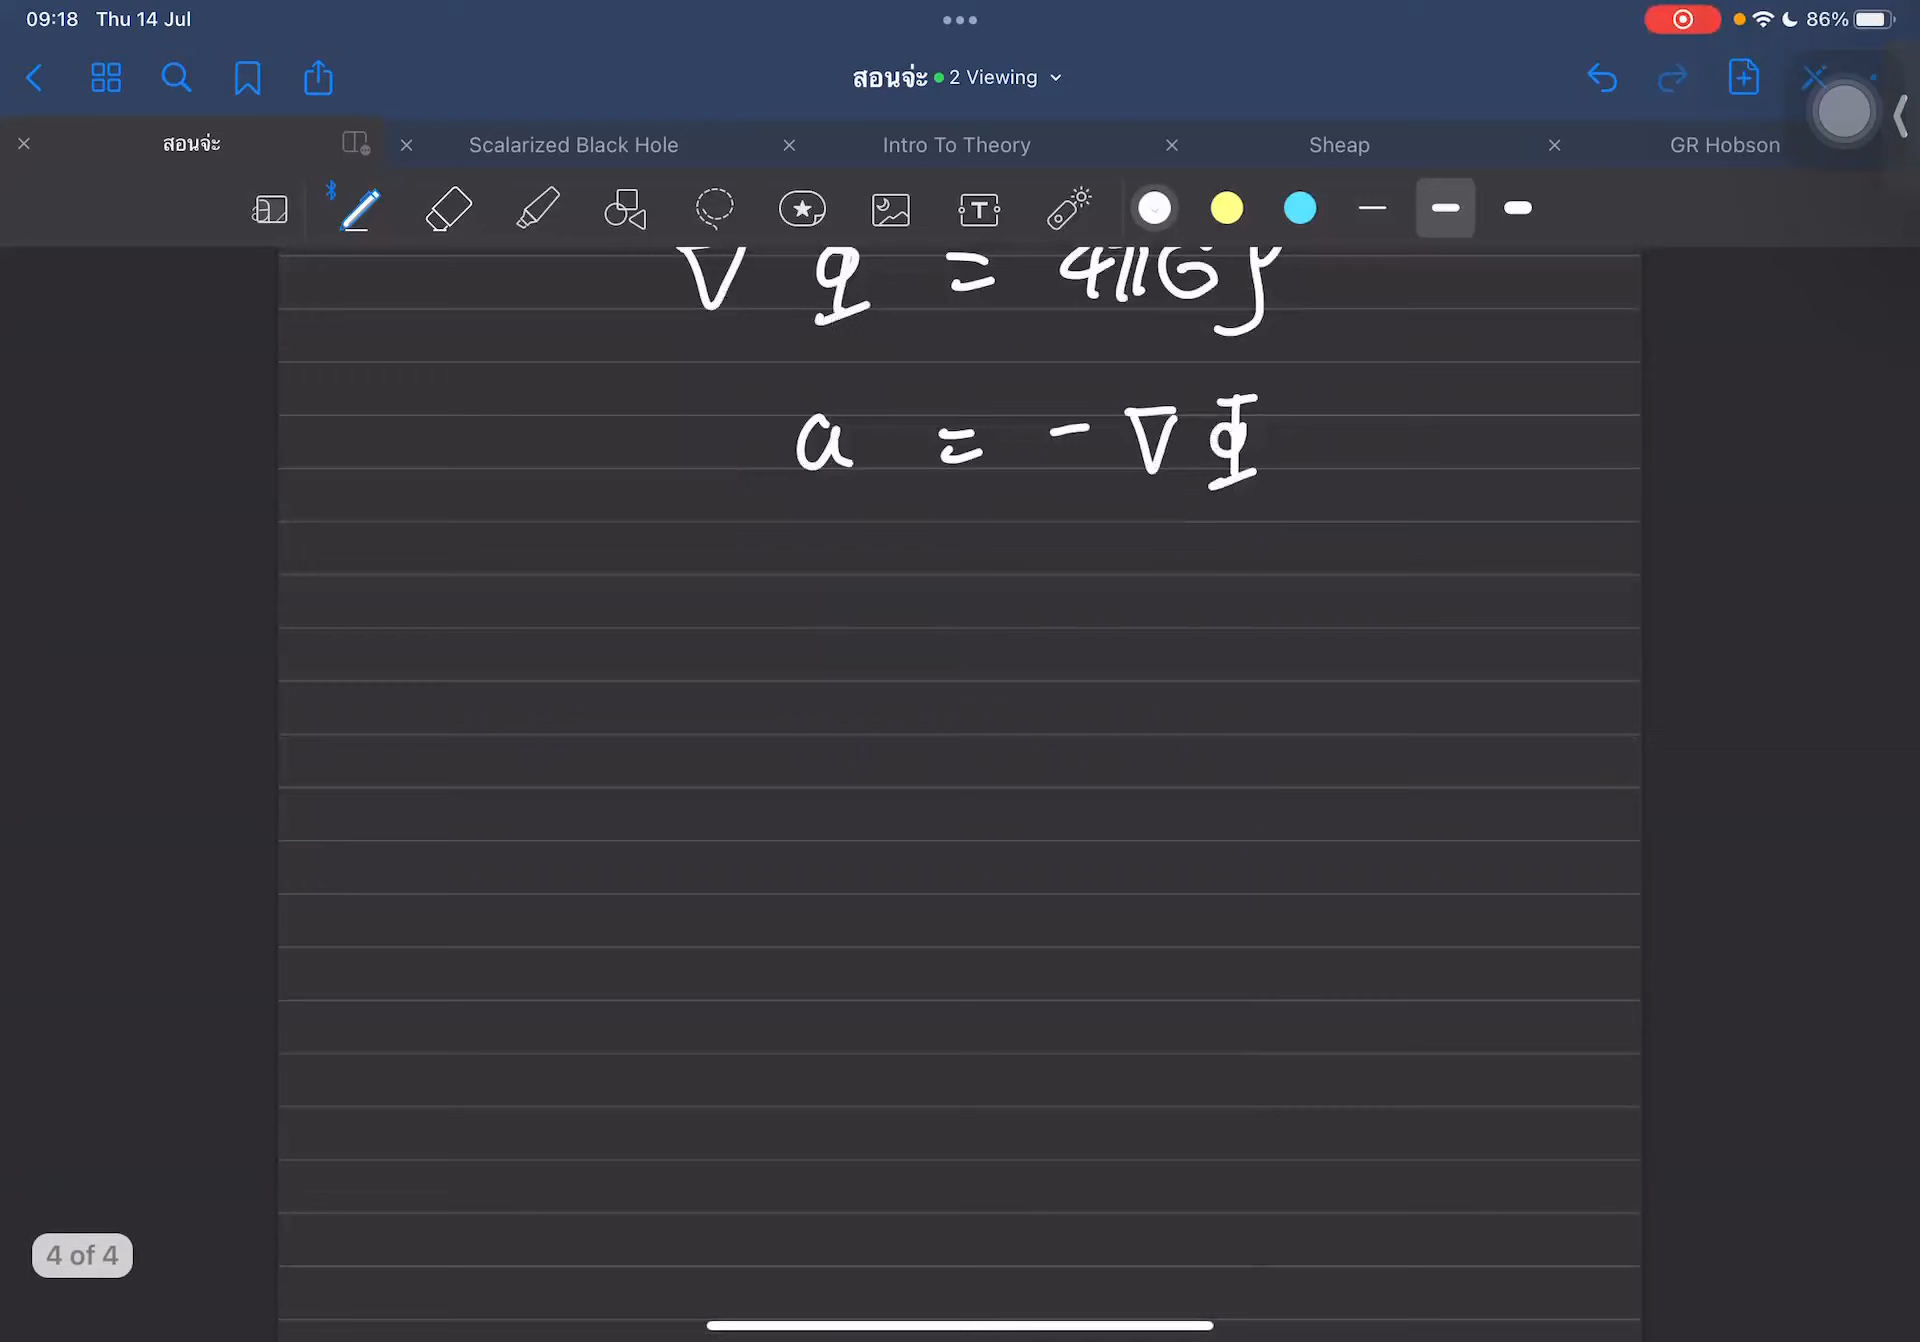 09:18 Thu 14 Jul
86%
สอนจ่ะ 2 Viewing
สอนจ่ะ
Scalarized Black Hole
Intro To Theory
Sheap
GR Hobson
∇ Φ = 4πGρ
a = - ∇ Φ
4 of 4